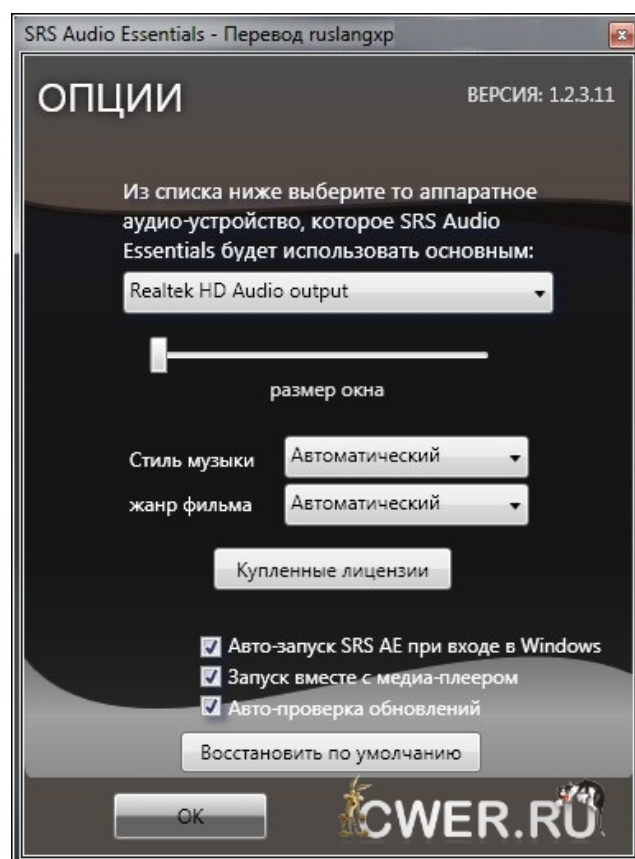 SRS Audio Essentials - Перевод ruslangxp
ОПЦИИ
ВЕРСИЯ: 1.2.3.11
Из списка ниже выберите то аппаратное
аудио-устройство, которое SRS Audio
Essentials будет использовать основным:
Realtek HD Audio output
размер окна
Стиль музыки
Автоматический
жанр фильма
Автоматический
Купленные лицензии
Авто-запуск SRS AE при входе в Windows
Запуск вместе с медиа-плеером
Авто-проверка обновлений
Восстановить по умолчанию
OK
CWER.RU